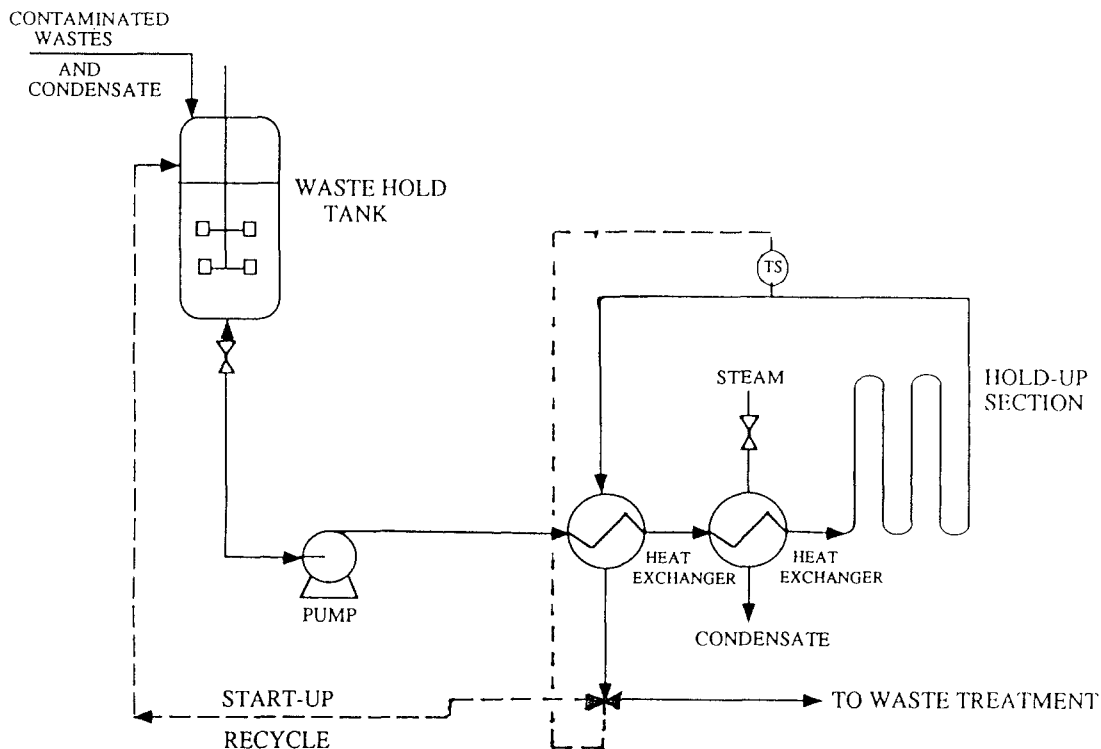 CONTAMINATED
WASTES
AND
CONDENSATE
WASTE HOLD
TANK
TS
STEAM
HOLD-UP
SECTION
HEAT
EXCHANGER
HEAT
EXCHANGER
PUMP
CONDENSATE
START-UP
RECYCLE
TO WASTE TREATMENT